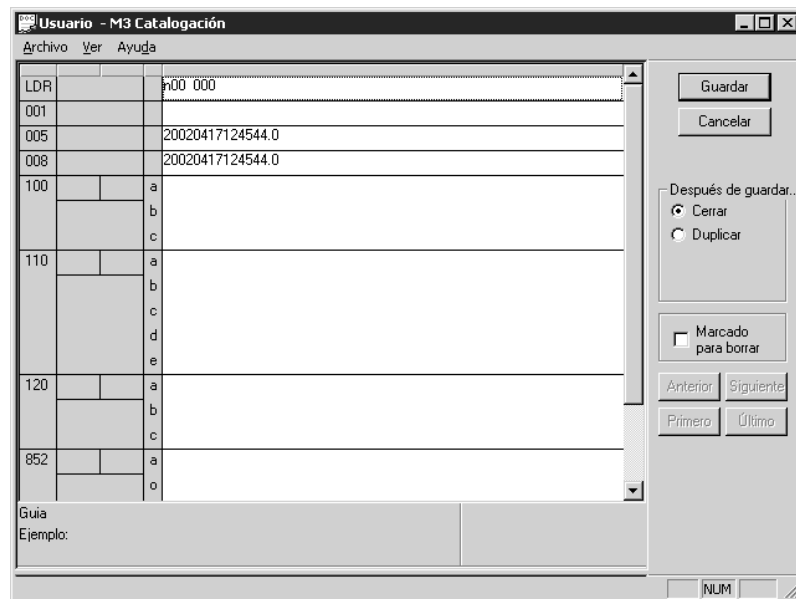 Usuario - M3 Catalogación
Archivo Ver Ayuda
LDR n00 000
001
005 20020417124544.0
008 20020417124544.0
100 a
b
c
110 a
b
c
d
e
120 a
b
c
852 a
o
Guia
Ejemplo:
Guardar
Cancelar
Después de guardar..
Cerrar
Duplicar
Marcado
para borrar
Anterior Siguiente
Primero Último
NUM